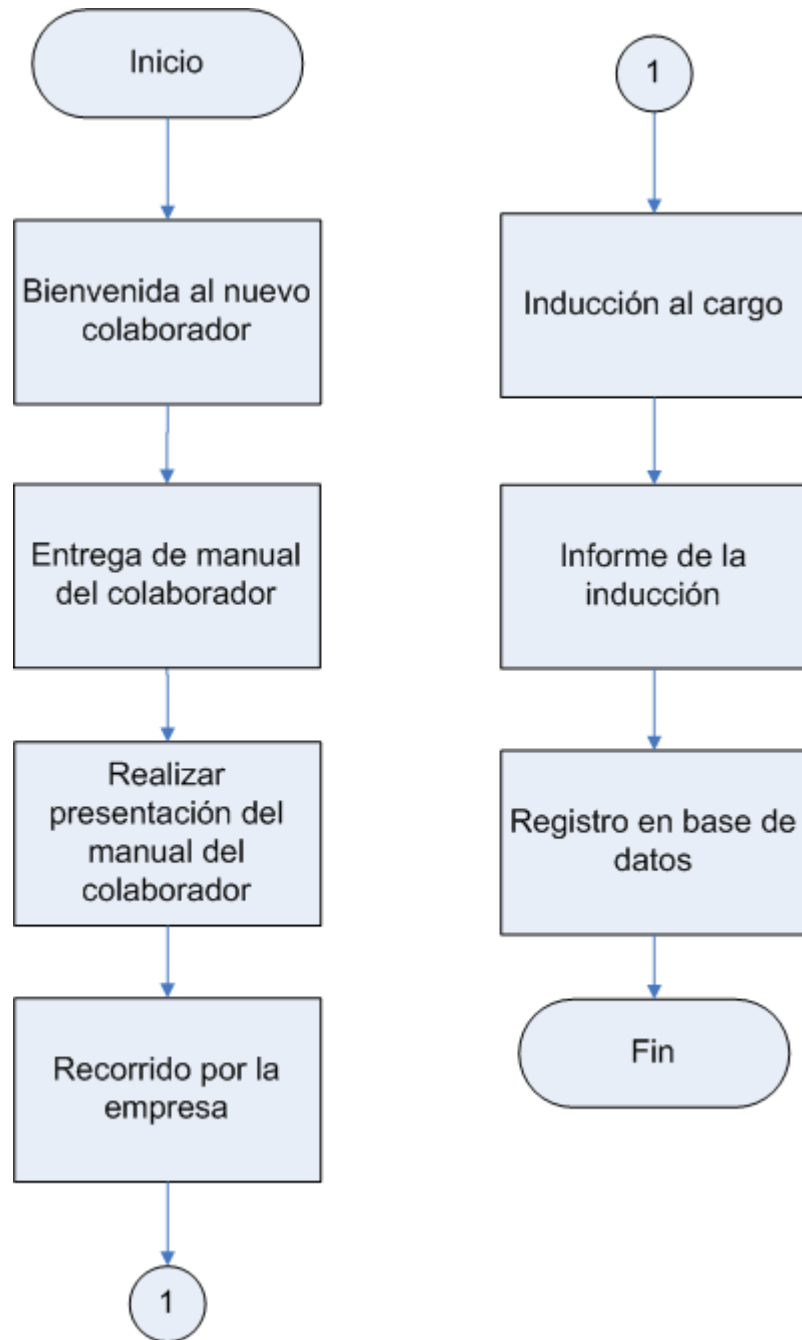 Inicio
Bienvenida al nuevo
colaborador
Entrega de manual
del colaborador
Realizar
presentación del
manual del
colaborador
Recorrido por la
empresa
1
1
Inducción al cargo
Informe de la
inducción
Registro en base de
datos
Fin